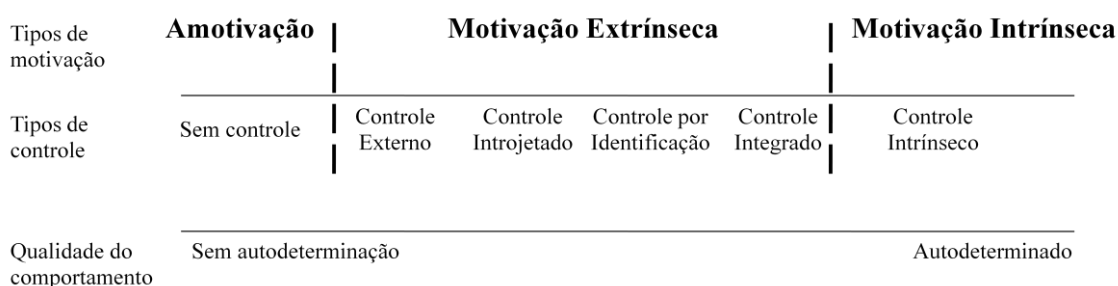 Tipos de motivação
Amotivação
Motivação Extrínseca
Motivação Intrínseca
Tipos de controle
Sem controle
Controle Externo
Controle Introjetado
Controle por Identificação
Controle Integrado
Controle Intrínseco
Qualidade do comportamento
Sem autodeterminação
Autodeterminado